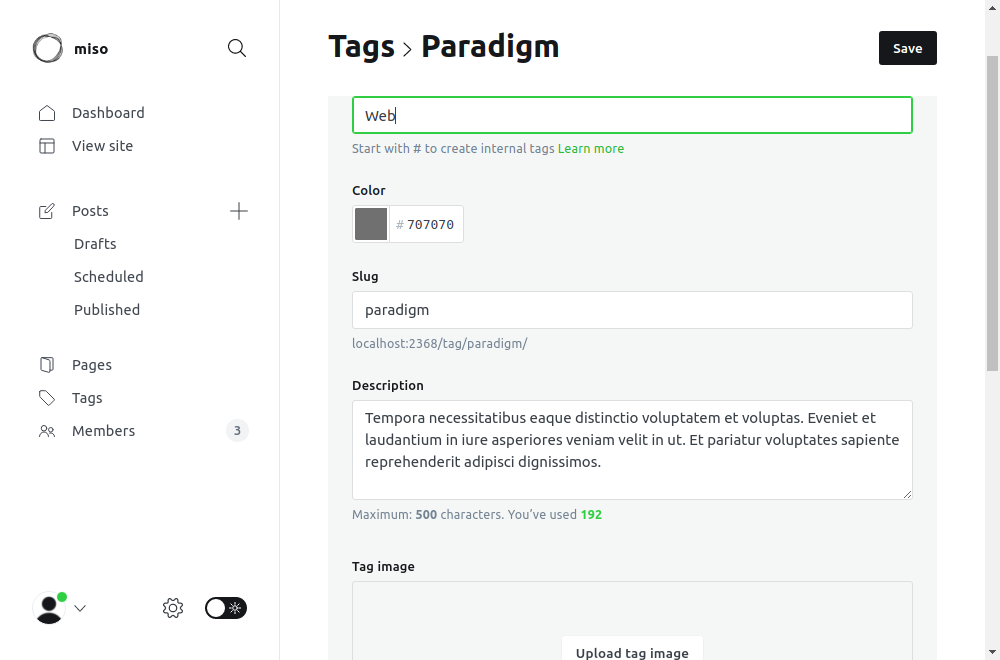 miso
Dashboard
View site
Posts
Drafts
Scheduled
Published
Pages
Tags
Members
3
Tags
Paradigm
Save
Web
Start with # to create internal tags Learn more
Color
# 707070
Slug
paradigm
localhost:2368/tag/paradigm/
Description
Tempora necessitatibus eaque distinctio voluptatem et voluptas. Eveniet et
laudantium in iure asperiores veniam velit in ut. Et pariatur voluptates sapiente
reprehenderit adipisci dignissimos.
Maximum: 500 characters. You’ve used 192
Tag image
Upload tag image